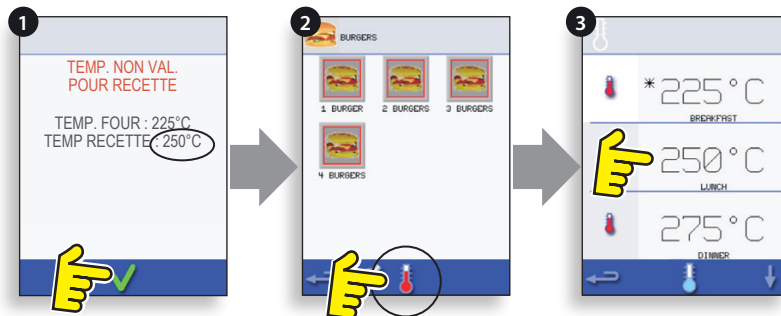 1
TEMP. NON VAL.
POUR RECETTE
TEMP. FOUR : 225°C
TEMP RECETTE : 250°C
2
BURGERS
1 BURGER 2 BURGERS 3 BURGERS
4 BURGERS
3
*225°C
BREAKFAST
250°C
LUNCH
275°C
DINNER